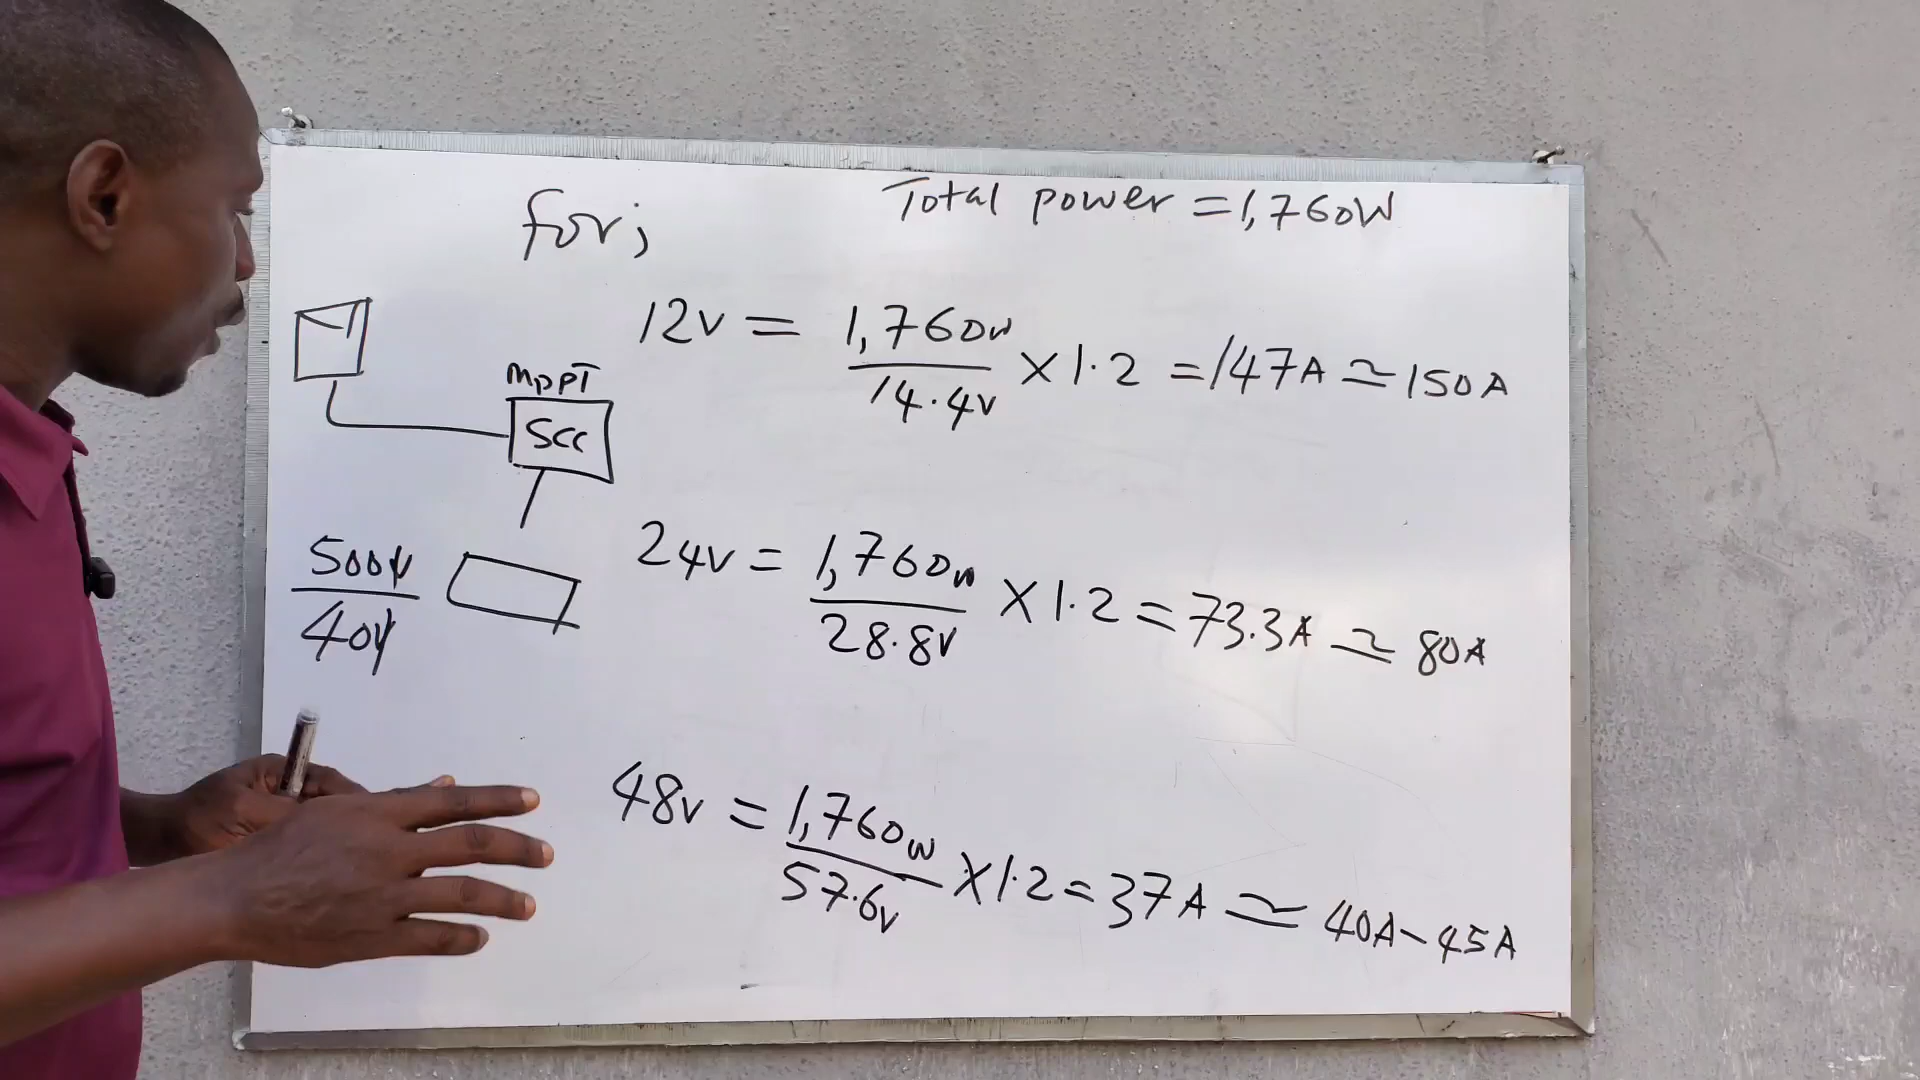 for;
Total power = 1,760W
12v = 1,760w / 14.4v × 1.2 = 147A ≃ 150A
MPPT
SCC
24v = 1,760w / 28.8v × 1.2 = 73.3A ≃ 80A
500V
40V
48v = 1,760w / 57.6v × 1.2 = 37A ≃ 40A-45A